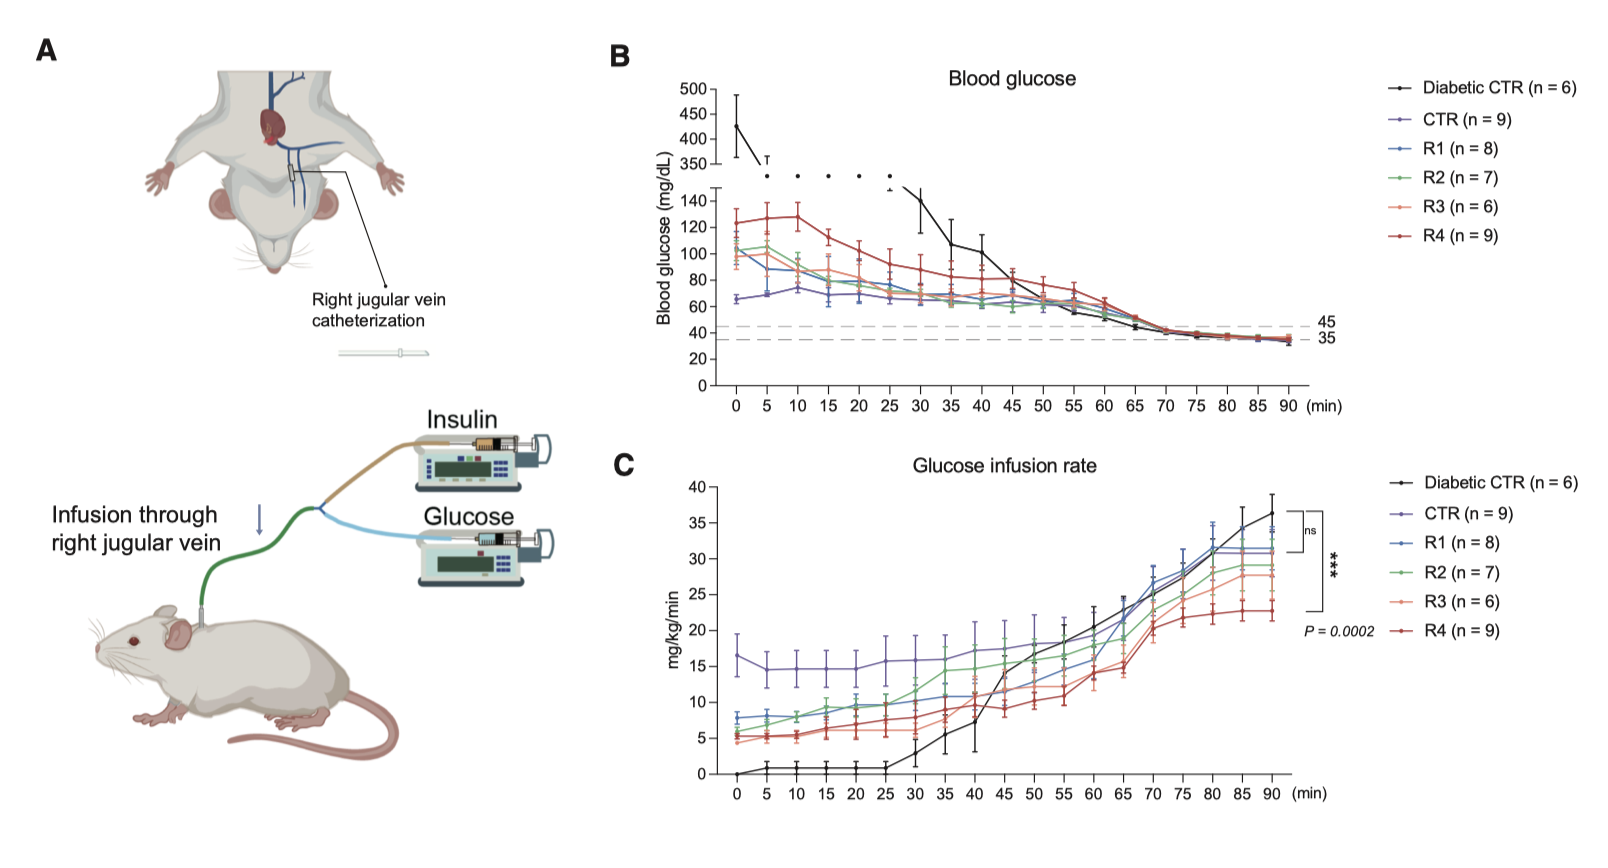 A
Right jugular vein
catheterization
Insulin
Glucose
Infusion through
right jugular vein
B
Blood glucose
Blood glucose (mg/dL)
500
450
400
350
140
120
100
80
60
40
20
0
45
35
0 5 10 15 20 25 30 35 40 45 50 55 60 65 70 75 80 85 90 (min)
Diabetic CTR (n = 6)
CTR (n = 9)
R1 (n = 8)
R2 (n = 7)
R3 (n = 6)
R4 (n = 9)
C
Glucose infusion rate
mg/kg/min
40
35
30
25
20
15
10
5
0
0 5 10 15 20 25 30 35 40 45 50 55 60 65 70 75 80 85 90 (min)
ns
***
P = 0.0002
Diabetic CTR (n = 6)
CTR (n = 9)
R1 (n = 8)
R2 (n = 7)
R3 (n = 6)
R4 (n = 9)